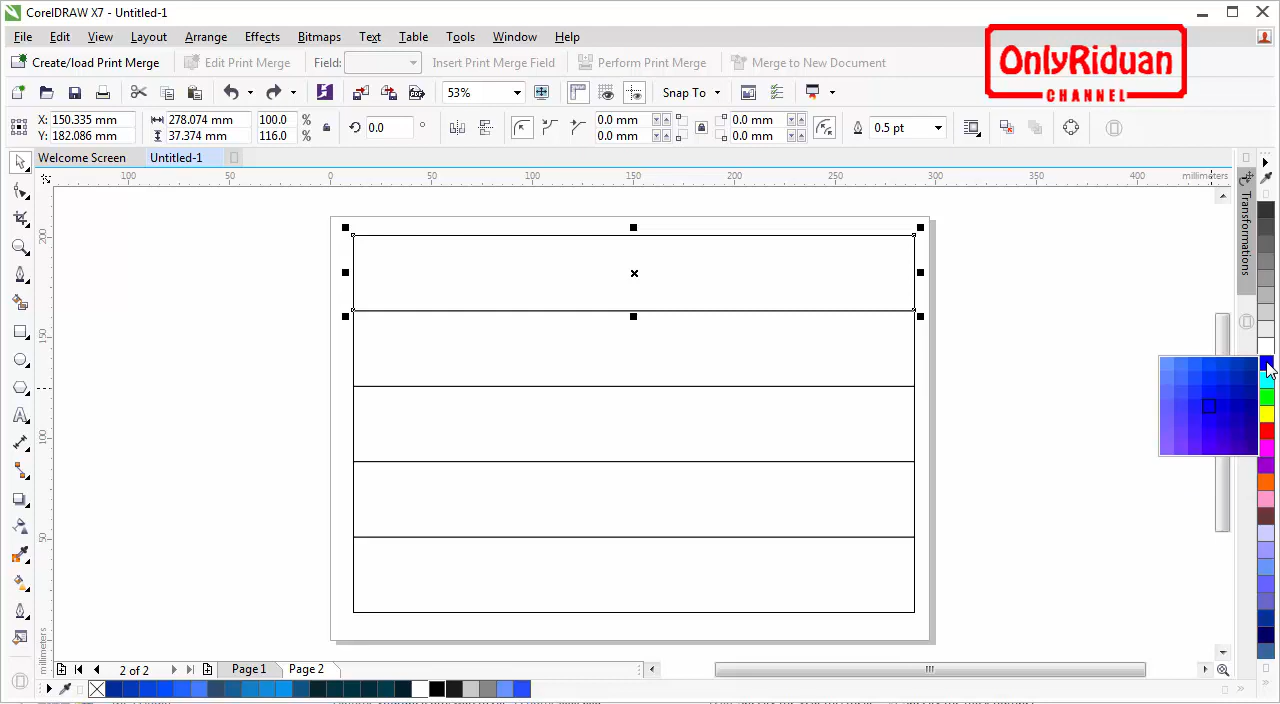 CorelDRAW X7 - Untitled-1
File Edit View Layout Arrange Effects Bitmaps Text Table Tools Window Help
Create/load Print Merge Edit Print Merge Perform Print Merge Merge to New Document
OnlyRiduan
CHANNEL
53% Snap To
X: 150.335 mm 278.074 mm 100.0 % 0.0 ° 0.0 mm 0.0 mm 0.5 pt
Y: 182.086 mm 37.374 mm 116.0 % 0.0 mm 0.0 mm
Welcome Screen Untitled-1
100 50 0 50 100 150 200 250 300 350 400 millimeters
Transformations
200
150
100
50
millimeters
2 of 2 Page 1 Page 2